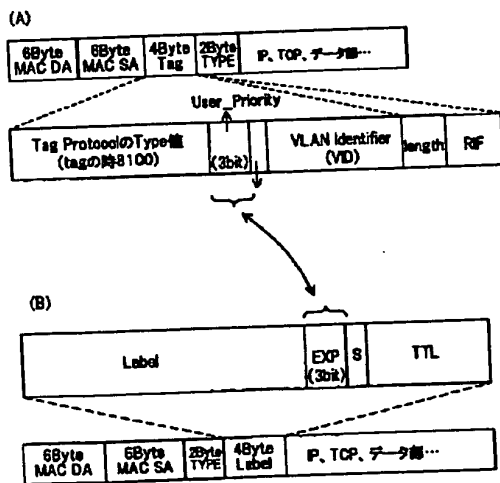 (A)
6Byte
MAC DA
6Byte
MAC SA
4Byte
Tag
2Byte
TYPE
IP、TCP、データ部…
User_Priority
Tag ProtocolのType値
(tagの時8100)
(3bit)
VLAN Identifier
(VID)
length
RIF
(B)
Label
EXP
(3bit)
S
TTL
6Byte
MAC DA
6Byte
MAC SA
2Byte
TYPE
4Byte
Label
IP、TCP、データ部…